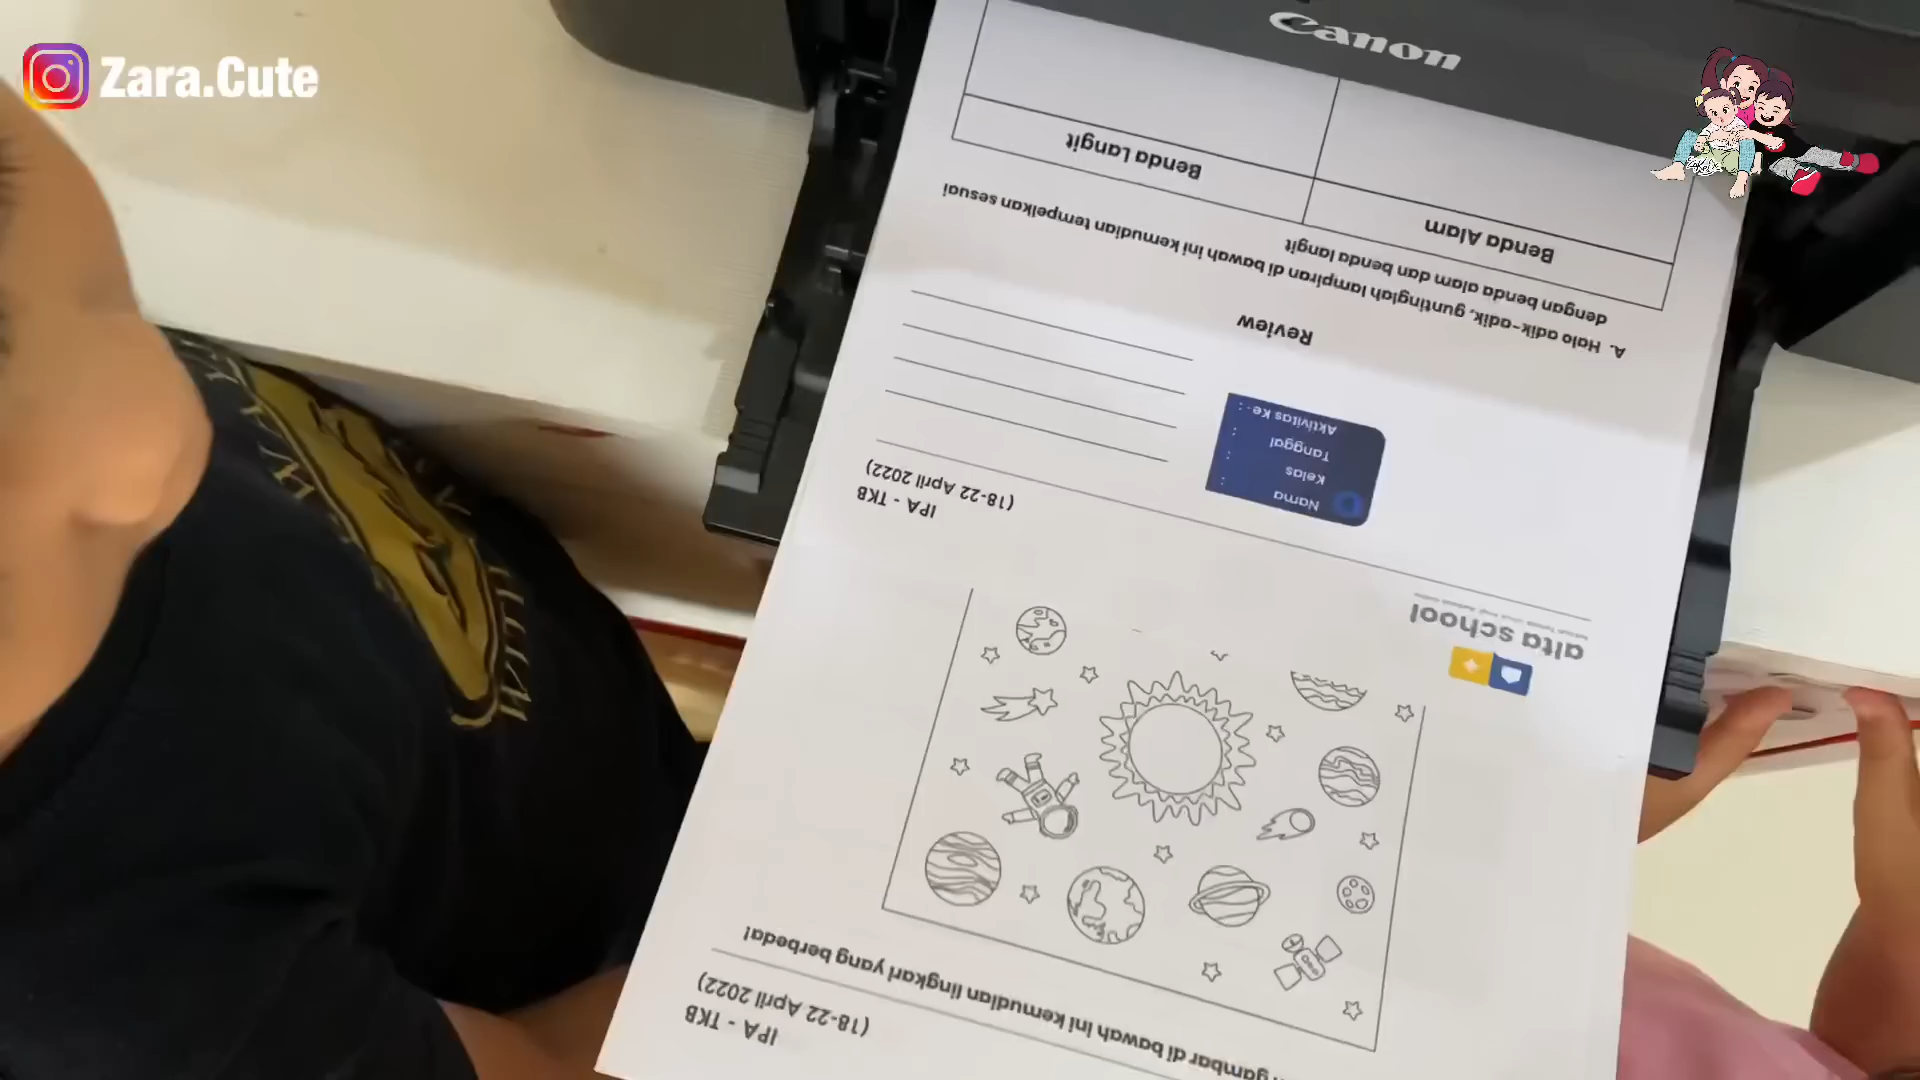 Zara.Cute
Canon
IPA - TKB
(18-22 April 2022)
gambar di bawah ini kemudian lingkari yang berbeda!
alta school
IPA - TKB
(18-22 April 2022)
Nama :
Kelas :
Tanggal :
Aktivitas Ke- :
Review
A. Halo adik-adik, guntinglah lampiran di bawah ini kemudian tempelkan sesuai
dengan benda alam dan benda langit
Benda Alam
Benda Langit